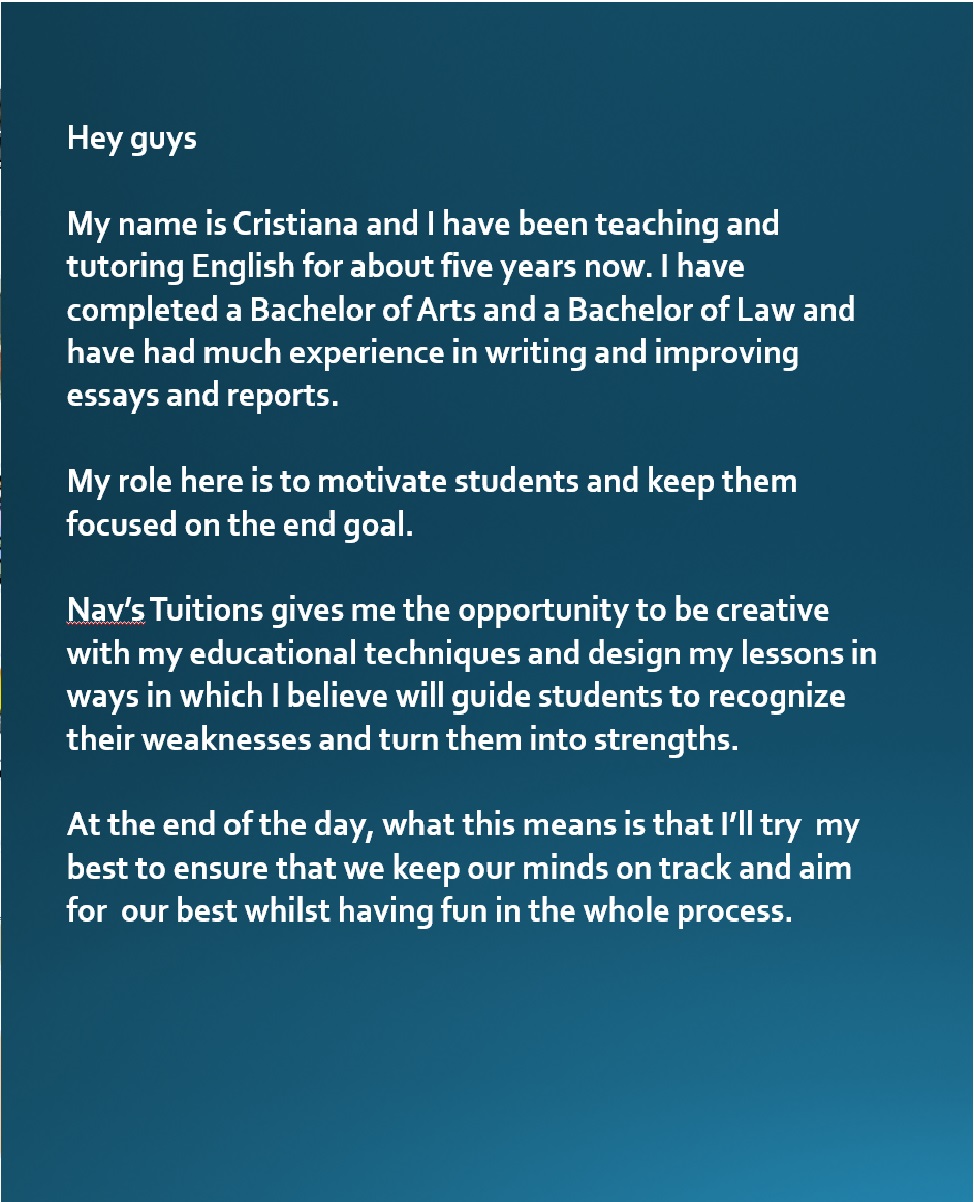 Hey guys
My name is Cristiana and I have been teaching and
tutoring English for about five years now. I have
completed a Bachelor of Arts and a Bachelor of Law and
have had much experience in writing and improving
essays and reports.
My role here is to motivate students and keep them
focused on the end goal.
Nav’s Tuitions gives me the opportunity to be creative
with my educational techniques and design my lessons in
ways in which I believe will guide students to recognize
their weaknesses and turn them into strengths.
At the end of the day, what this means is that I’ll try  my
best to ensure that we keep our minds on track and aim
for  our best whilst having fun in the whole process.